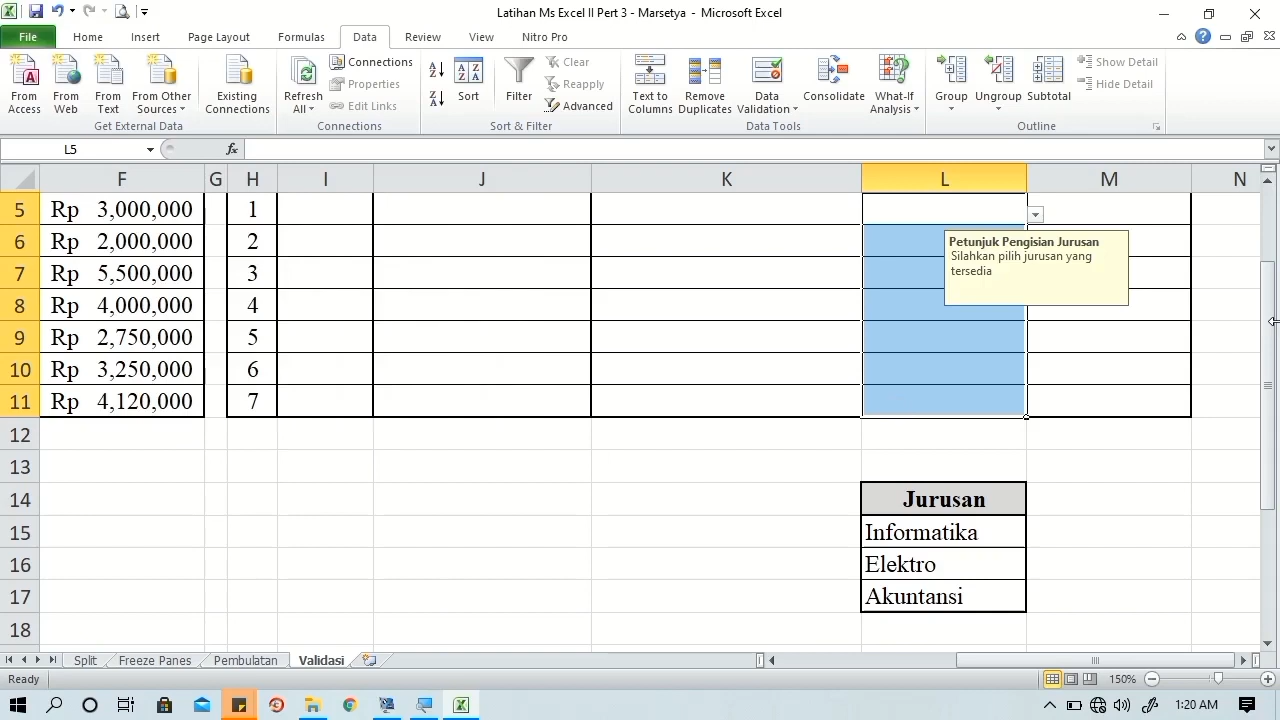 Latihan Ms Excel II Pert 3 - Marsetya - Microsoft Excel
File Home Insert Page Layout Formulas Data Review View Nitro Pro
From Access
From Web
From Text
From Other Sources
Existing Connections
Get External Data
Refresh All
Connections
Properties
Edit Links
Connections
Sort
Filter
Clear
Reapply
Advanced
Sort & Filter
Text to Columns
Remove Duplicates
Data Validation
Consolidate
What-If Analysis
Data Tools
Group
Ungroup
Subtotal
Show Detail
Hide Detail
Outline
L5 fx
F G H I J K L M N
5 Rp 3,000,000 1
6 Rp 2,000,000 2
7 Rp 5,500,000 3
8 Rp 4,000,000 4
9 Rp 2,750,000 5
10 Rp 3,250,000 6
11 Rp 4,120,000 7
Petunjuk Pengisian Jurusan
Silahkan pilih jurusan yang
tersedia
12
13
14 Jurusan
15 Informatika
16 Elektro
17 Akuntansi
18
Split Freeze Panes Pembulatan Validasi
Ready 150%
1:20 AM